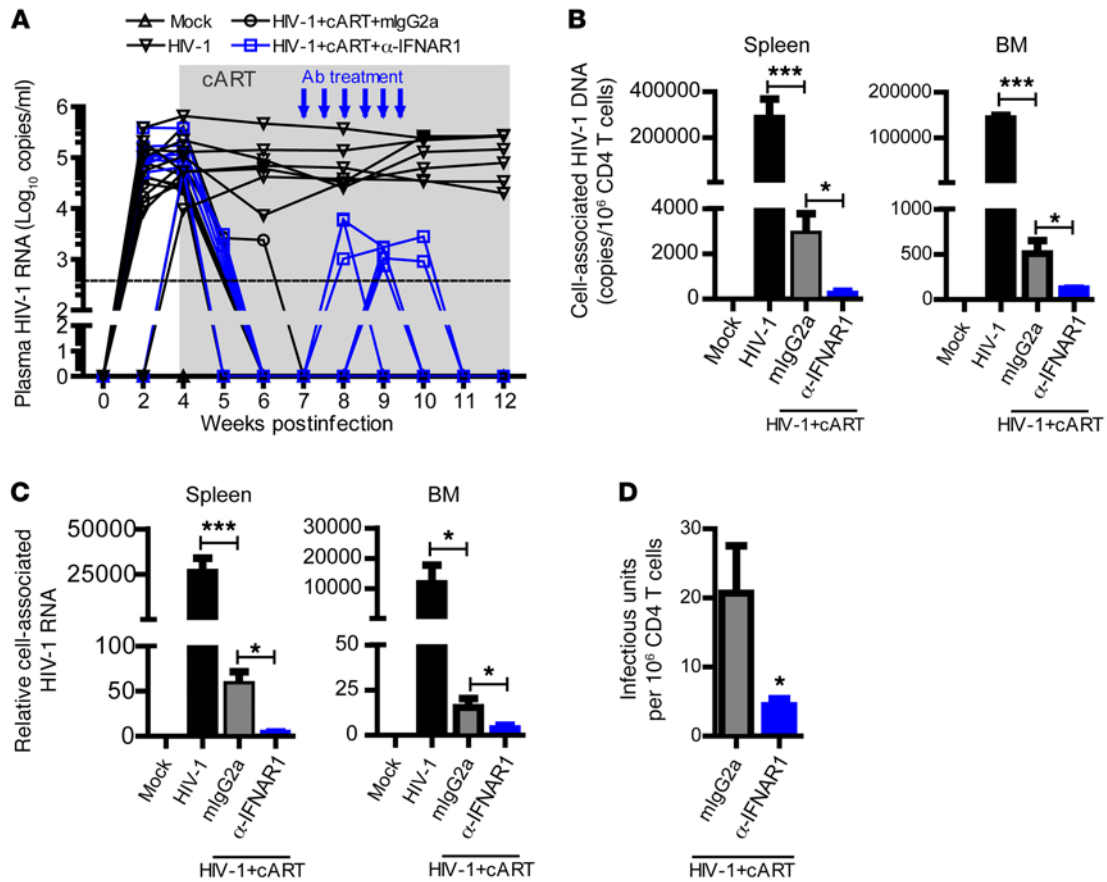 A
Mock
HIV-1+cART+mIgG2a
HIV-1
HIV-1+cART+α-IFNAR1
cART
Ab treatment
Plasma HIV-1 RNA (Log10 copies/ml)
6
5
4
3
2
2
1
0
0 2 4 5 6 7 8 9 10 11 12
Weeks postinfection
B
Spleen
BM
Cell-associated HIV-1 DNA
(copies/10⁶ CD4 T cells)
400000
200000
4000
2000
0
***
*
Mock
HIV-1
mIgG2a
α-IFNAR1
HIV-1+cART
200000
100000
1000
500
0
***
*
Mock
HIV-1
mIgG2a
α-IFNAR1
HIV-1+cART
C
Spleen
BM
Relative cell-associated
HIV-1 RNA
50000
25000
100
50
0
***
*
Mock
HIV-1
mIgG2a
α-IFNAR1
HIV-1+cART
30000
20000
10000
50
25
0
*
*
Mock
HIV-1
mIgG2a
α-IFNAR1
HIV-1+cART
D
Infectious units
per 10⁶ CD4 T cells
30
20
10
0
*
mIgG2a
α-IFNAR1
HIV-1+cART